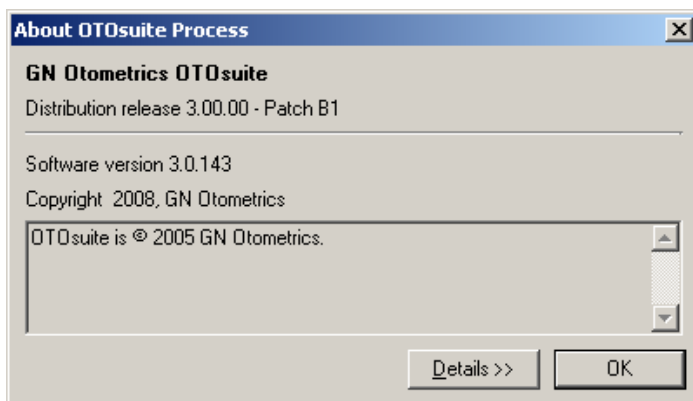 About OTOsuite Process
GN Otometrics OTOsuite
Distribution release 3.00.00 - Patch B1
Software version 3.0.143
Copyright  2008, GN Otometrics
OTOsuite is © 2005 GN Otometrics.
Details >>
OK